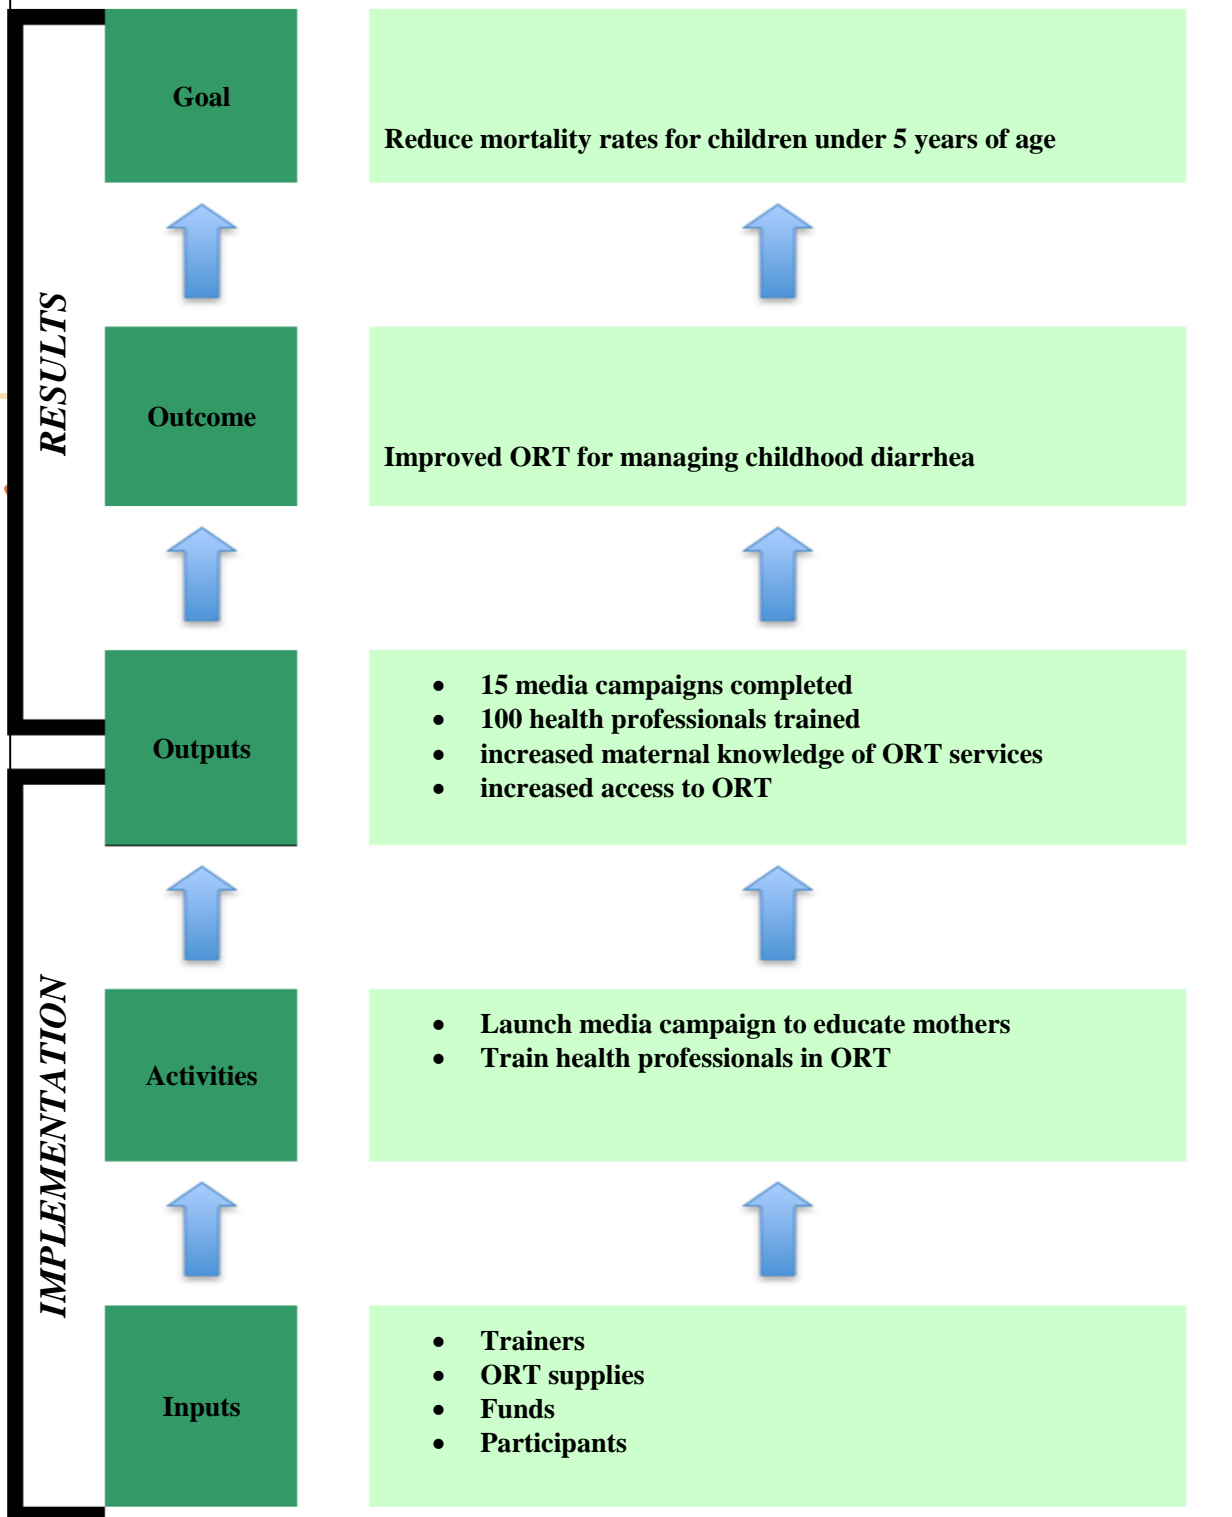 Goal
Reduce mortality rates for children under 5 years of age
RESULTS
Outcome
Improved ORT for managing childhood diarrhea
Outputs
• 15 media campaigns completed
• 100 health professionals trained
• increased maternal knowledge of ORT services
• increased access to ORT
IMPLEMENTATION
Activities
• Launch media campaign to educate mothers
• Train health professionals in ORT
Inputs
• Trainers
• ORT supplies
• Funds
• Participants